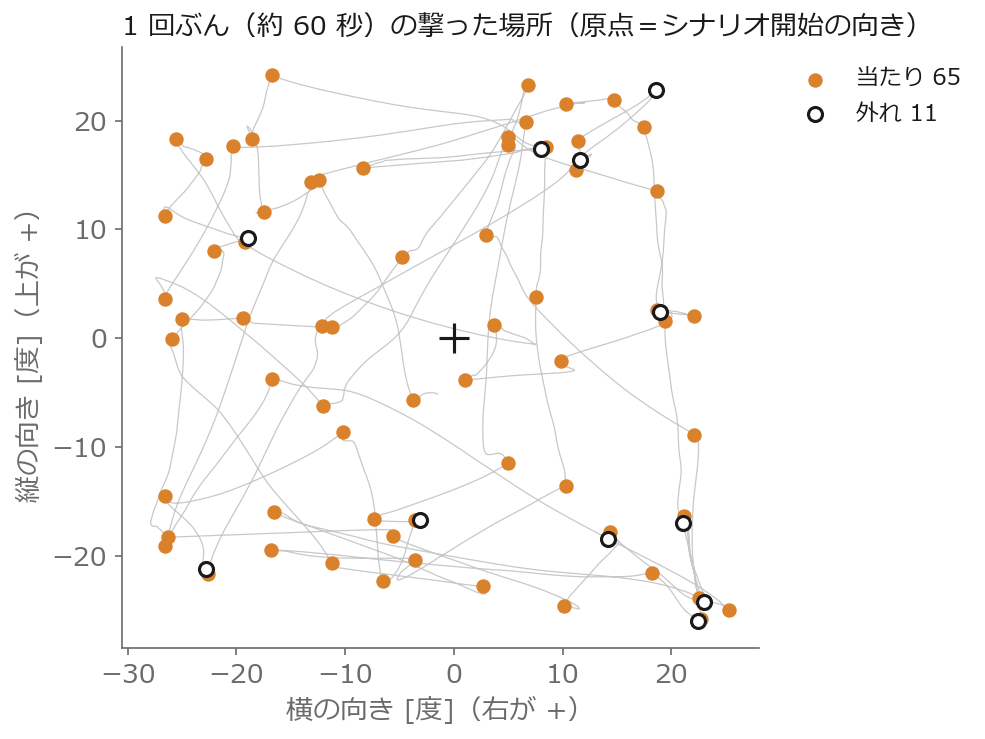 1 回ぶん（約 60 秒）の撃った場所（原点＝シナリオ開始の向き）
当たり 65
外れ 11
縦の向き [度]（上が +）
20
10
0
−10
−20
−30
−20
−10
0
10
20
横の向き [度]（右が +）